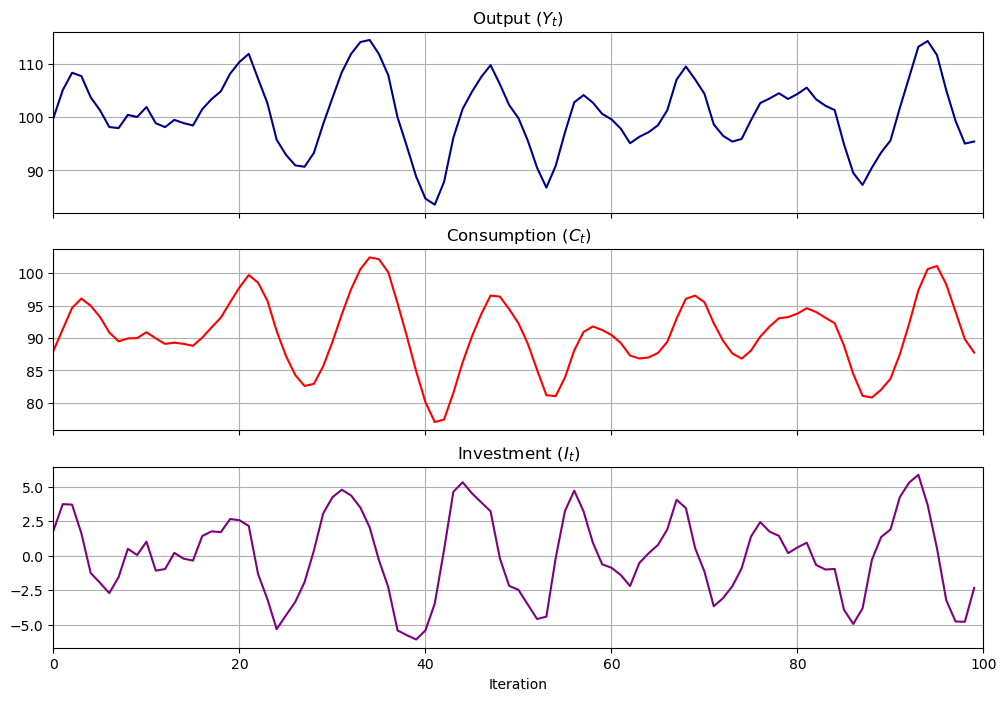 Output (Y_t)
110
100
90
Consumption (C_t)
100
95
90
85
80
Investment (I_t)
5.0
2.5
0.0
−2.5
−5.0
0 20 40 60 80 100
Iteration